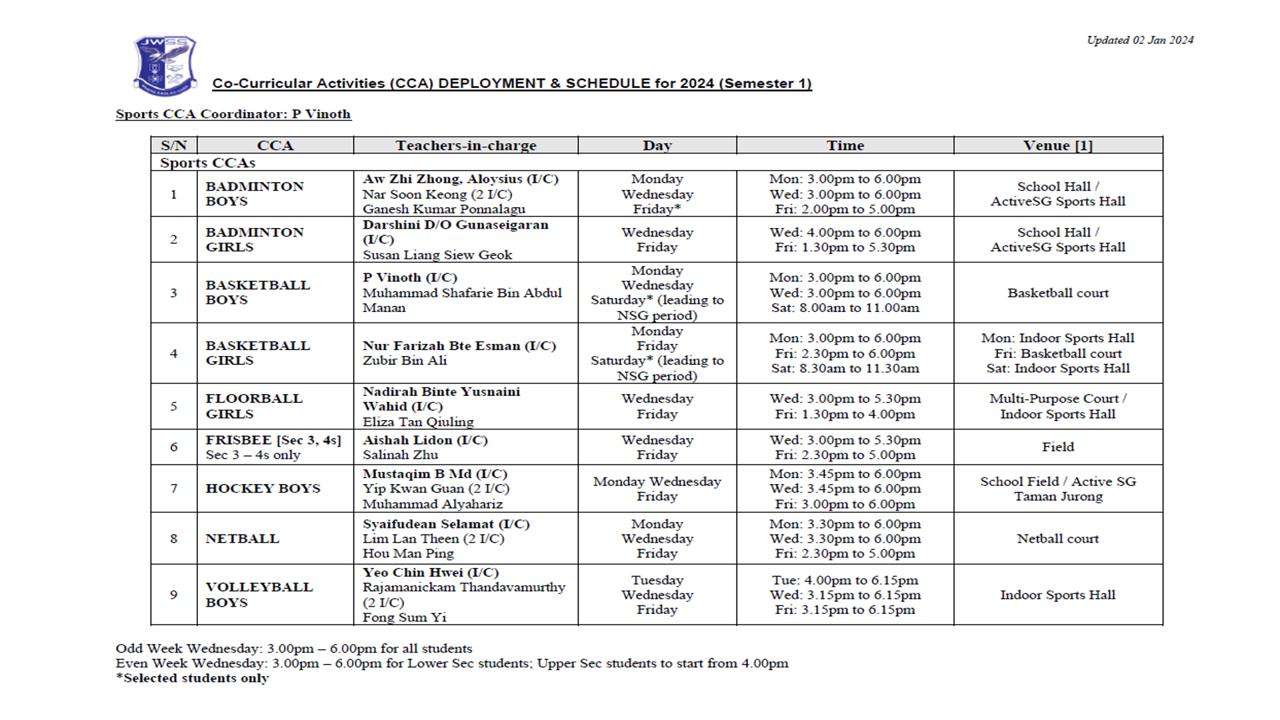 JWSS
Updated 02 Jan 2024
Co-Curricular Activities (CCA) DEPLOYMENT & SCHEDULE for 2024 (Semester 1)
Sports CCA Coordinator: P Vinoth
S/N CCA Teachers-in-charge Day Time Venue [1]
Sports CCAs
1
BADMINTON
BOYS
Aw Zhi Zhong, Aloysius (I/C)
Nar Soon Keong (2 I/C)
Ganesh Kumar Ponnalagu
Monday
Wednesday
Friday*
Mon: 3.00pm to 6.00pm
Wed: 3.00pm to 6.00pm
Fri: 2.00pm to 5.00pm
School Hall /
ActiveSG Sports Hall
2
BADMINTON
GIRLS
Darshini D/O Gunaseigaran
(I/C)
Susan Liang Siew Geok
Wednesday
Friday
Wed: 4.00pm to 6.00pm
Fri: 1.30pm to 5.30pm
School Hall /
ActiveSG Sports Hall
3
BASKETBALL
BOYS
P Vinoth (I/C)
Muhammad Shafarie Bin Abdul
Manan
Monday
Wednesday
Saturday* (leading to
NSG period)
Mon: 3.00pm to 6.00pm
Wed: 3.00pm to 6.00pm
Sat: 8.00am to 11.00am
Basketball court
4
BASKETBALL
GIRLS
Nur Farizah Bte Esman (I/C)
Zubir Bin Ali
Monday
Friday
Saturday* (leading to
NSG period)
Mon: 3.00pm to 6.00pm
Fri: 2.30pm to 6.00pm
Sat: 8.30am to 11.30am
Mon: Indoor Sports Hall
Fri: Basketball court
Sat: Indoor Sports Hall
5
FLOORBALL
GIRLS
Nadirah Binte Yusnaini
Wahid (I/C)
Eliza Tan Qiuling
Wednesday
Friday
Wed: 3.00pm to 5.30pm
Fri: 1.30pm to 4.00pm
Multi-Purpose Court /
Indoor Sports Hall
6
FRISBEE [Sec 3, 4s]
Sec 3 – 4s only
Aishah Lidon (I/C)
Salinah Zhu
Wednesday
Friday
Wed: 3.00pm to 5.30pm
Fri: 2.30pm to 5.00pm
Field
7
HOCKEY BOYS
Mustaqim B Md (I/C)
Yip Kwan Guan (2 I/C)
Muhammad Alyahariz
Monday Wednesday
Friday
Mon: 3.45pm to 6.00pm
Wed: 3.45pm to 6.00pm
Fri: 3.00pm to 6.00pm
School Field / Active SG
Taman Jurong
8
NETBALL
Syaifudean Selamat (I/C)
Lim Lan Theen (2 I/C)
Hou Man Ping
Monday
Wednesday
Friday
Mon: 3.30pm to 6.00pm
Wed: 3.30pm to 6.00pm
Fri: 2.30pm to 5.00pm
Netball court
9
VOLLEYBALL
BOYS
Yeo Chin Hwei (I/C)
Rajamanickam Thandavamurthy
(2 I/C)
Fong Sum Yi
Tuesday
Wednesday
Friday
Tue: 4.00pm to 6.15pm
Wed: 3.15pm to 6.15pm
Fri: 3.15pm to 6.15pm
Indoor Sports Hall
Odd Week Wednesday: 3.00pm – 6.00pm for all students
Even Week Wednesday: 3.00pm – 6.00pm for Lower Sec students; Upper Sec students to start from 4.00pm
*Selected students only